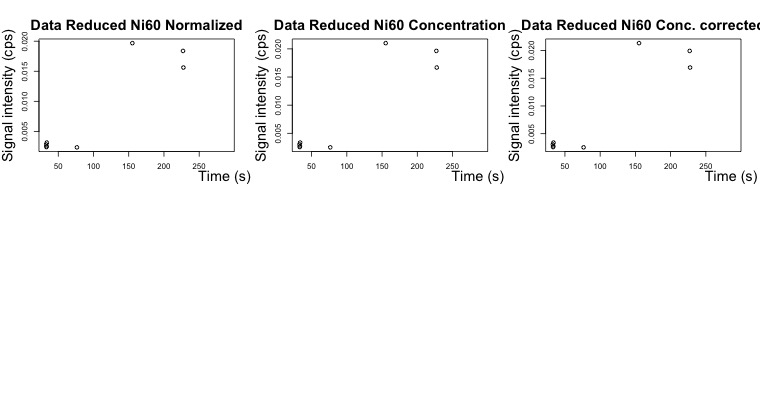 Data Reduced Ni60 Normalized
Signal intensity (cps)
0.005 0.010 0.015 0.020
50 100 150 200 250
Time (s)
Data Reduced Ni60 Concentration
Signal intensity (cps)
0.005 0.010 0.015 0.020
50 100 150 200 250
Time (s)
Data Reduced Ni60 Conc. corrected
Signal intensity (cps)
0.005 0.010 0.015 0.020
50 100 150 200 250
Time (s)